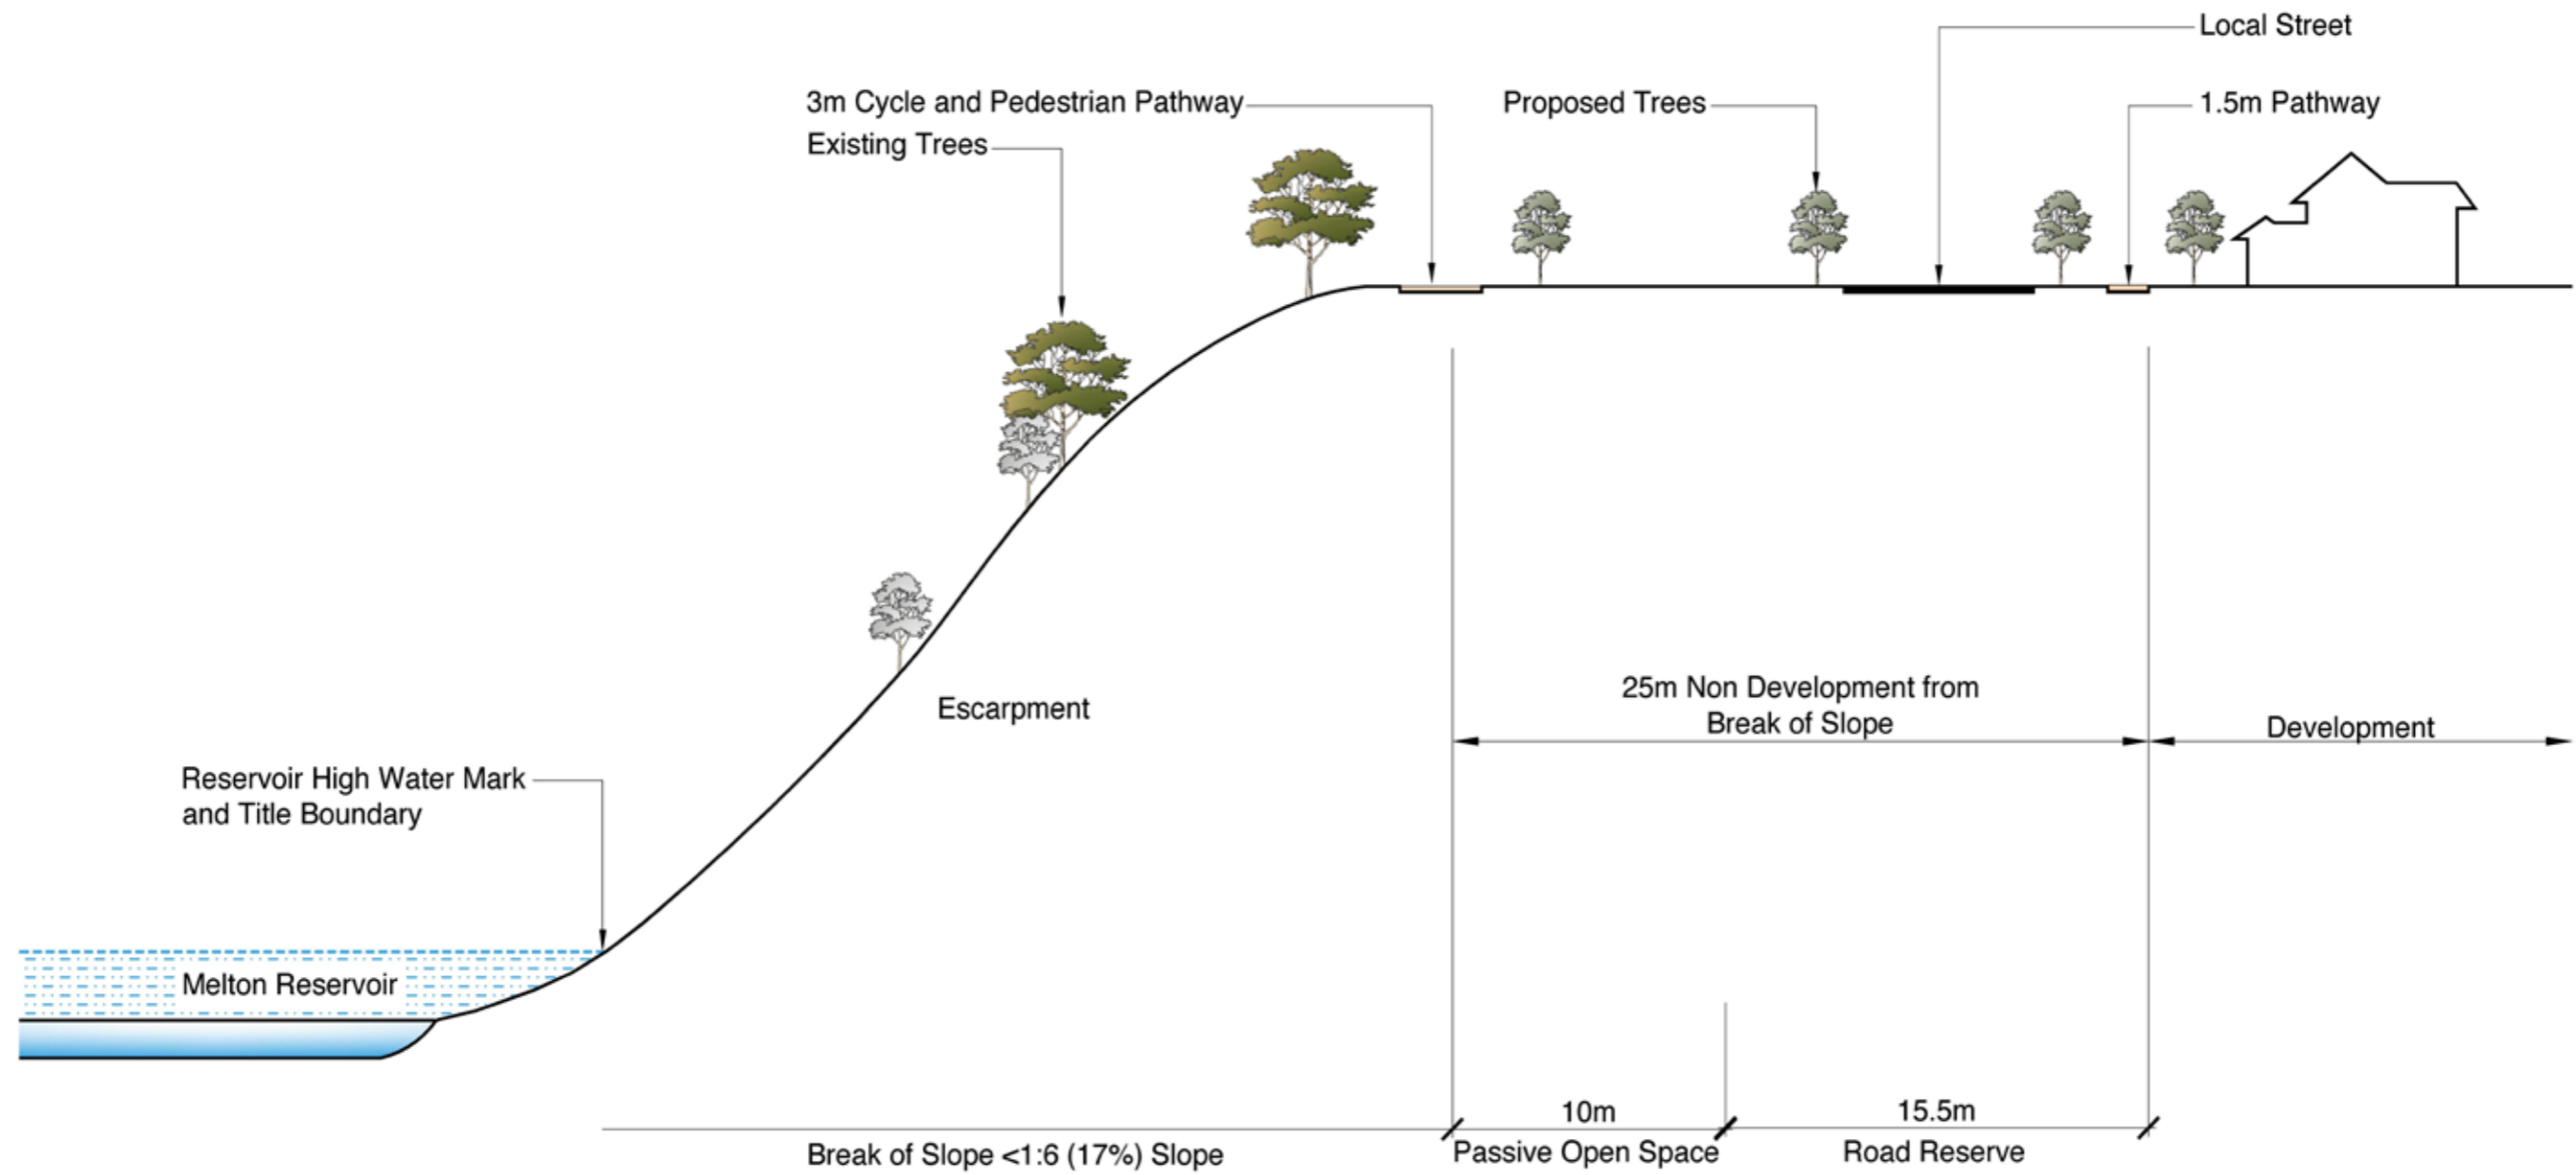 Local Street
3m Cycle and Pedestrian Pathway
Proposed Trees
1.5m Pathway
Existing Trees
25m Non Development from
Break of Slope
Escarpment
Development
Reservoir High Water Mark
and Title Boundary
Melton Reservoir
10m
15.5m
Break of Slope <1:6 (17%) Slope
Passive Open Space
Road Reserve